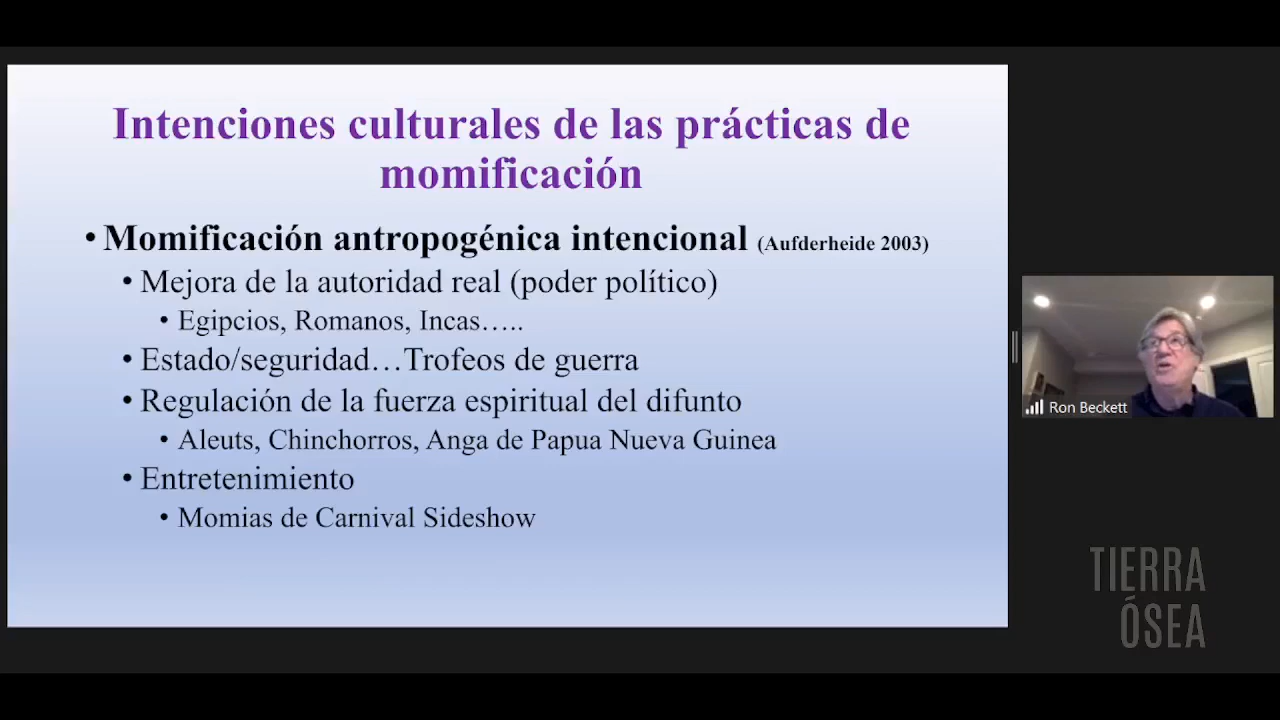 Intenciones culturales de las prácticas de
momificación
• Momificación antropogénica intencional (Aufderheide 2003)
• Mejora de la autoridad real (poder político)
• Egipcios, Romanos, Incas…..
• Estado/seguridad…Trofeos de guerra
• Regulación de la fuerza espiritual del difunto
• Aleuts, Chinchorros, Anga de Papua Nueva Guinea
• Entretenimiento
• Momias de Carnival Sideshow
Ron Beckett
TIERRA
ÓSEA